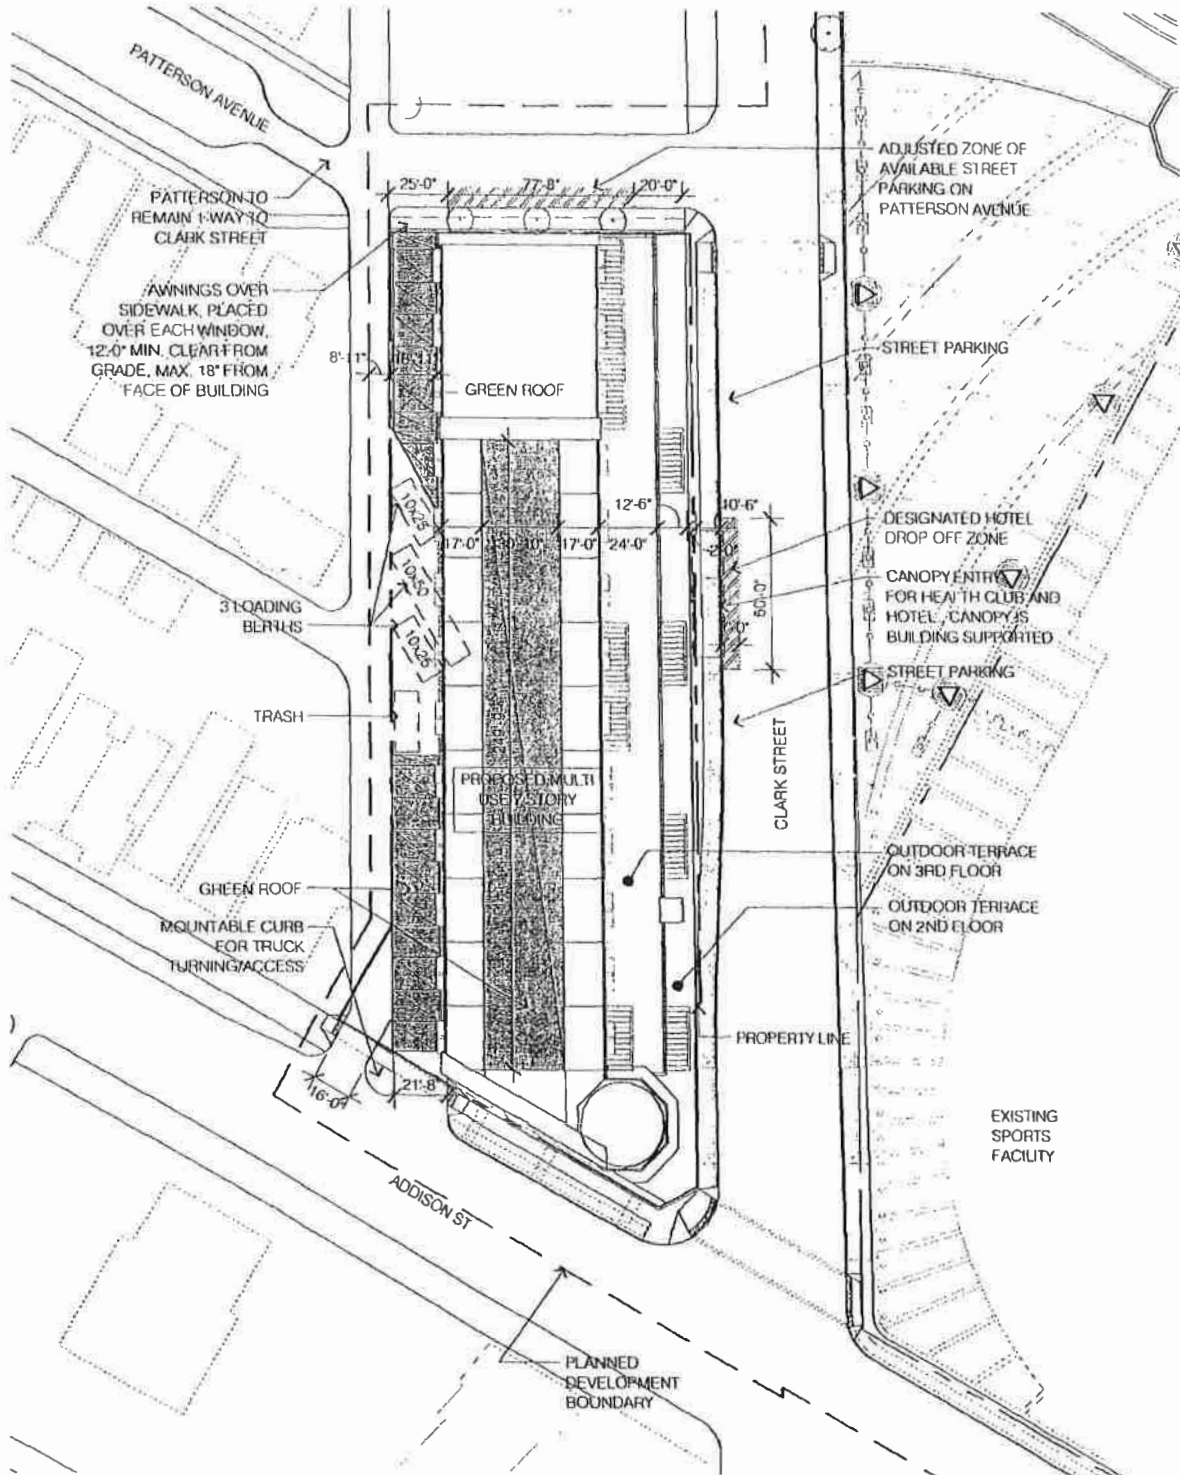 PATTERSON AVENUE
PATTERSON TO
REMAIN 1-WAY TO
CLARK STREET
AWNINGS OVER
SIDEWALK, PLACED
OVER EACH WINDOW,
12'-0" MIN. CLEAR FROM
GRADE, MAX. 18" FROM
FACE OF BUILDING
25'-0"
77'-8"
20'-0"
ADJUSTED ZONE OF
AVAILABLE STREET
PARKING ON
PATTERSON AVENUE
8'-11"
GREEN ROOF
STREET PARKING
10x25
10x50
10x25
12'-6"
17'-0"
17'-0"
24'-0"
DESIGNATED HOTEL
DROP OFF ZONE
CANOPY ENTRY
FOR HEALTH CLUB AND
HOTEL, CANOPY IS
BUILDING SUPPORTED
3 LOADING
BERTHS
STREET PARKING
TRASH
CLARK STREET
PROPOSED MULTI
USE 7 STORY
BUILDING
OUTDOOR TERRACE
ON 3RD FLOOR
OUTDOOR TERRACE
ON 2ND FLOOR
GREEN ROOF
MOUNTABLE CURB
FOR TRUCK
TURNING/ACCESS
PROPERTY LINE
16'-0"
21'-8"
EXISTING
SPORTS
FACILITY
ADDISON ST
PLANNED
DEVELOPMENT
BOUNDARY